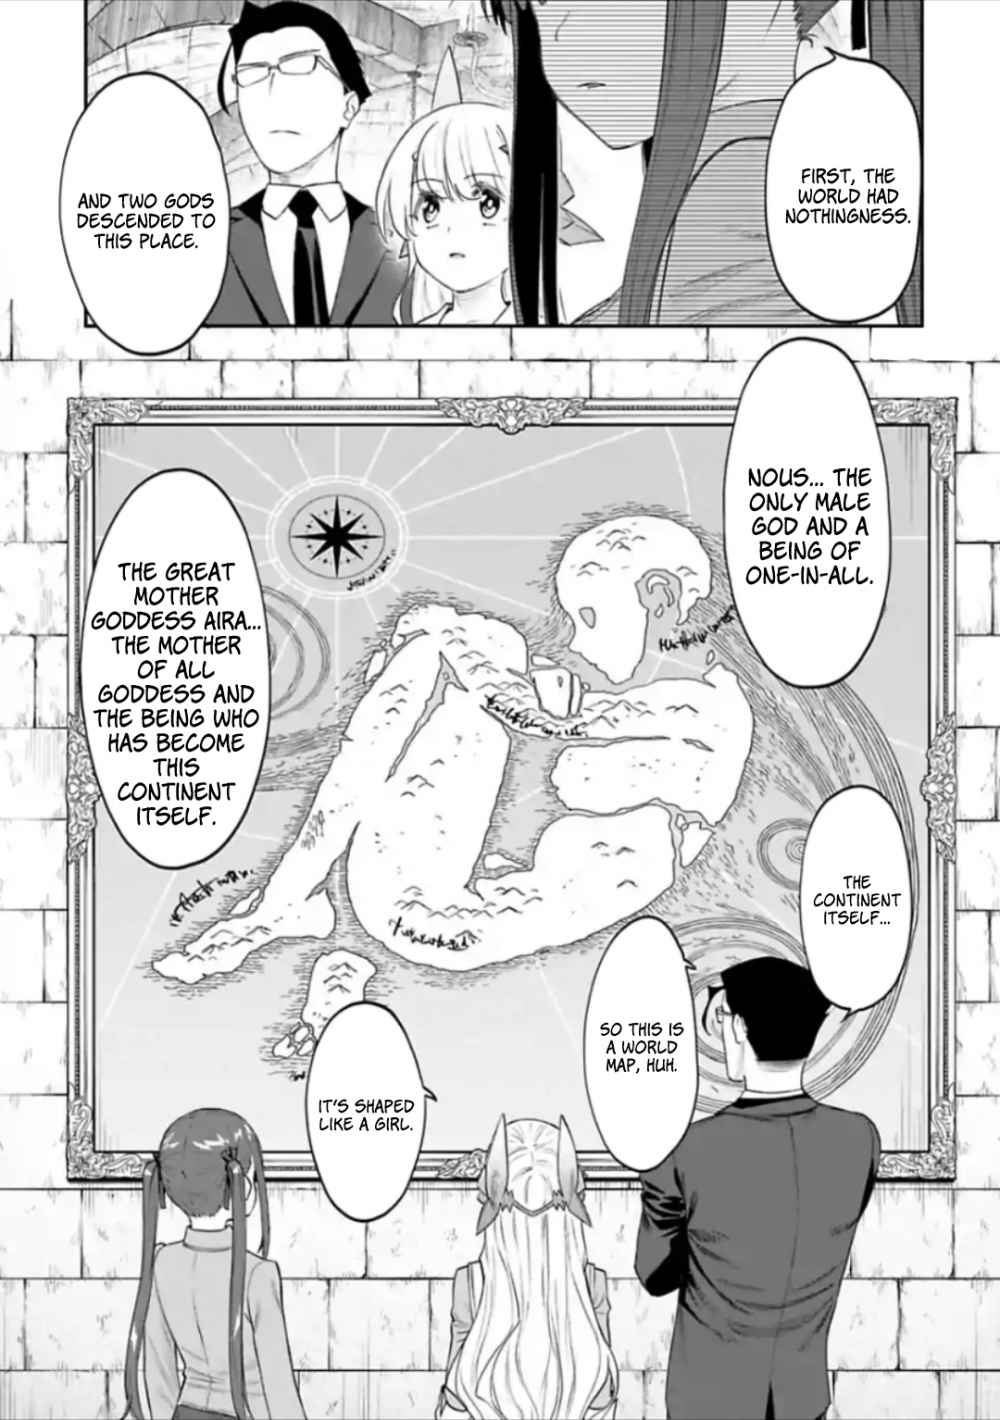 FIRST, THE
WORLD HAD
NOTHINGNESS.
AND TWO GODS
DESCENDED TO
THIS PLACE.
NOUS... THE
ONLY MALE
GOD AND A
BEING OF
ONE-IN-ALL.
THE GREAT
MOTHER
GODDESS AIRA...
THE MOTHER
OF ALL
GODDESS AND
THE BEING WHO
HAS BECOME
THIS
CONTINENT
ITSELF.
THE
CONTINENT
ITSELF...
SO THIS IS
A WORLD
MAP, HUH.
IT'S SHAPED
LIKE A GIRL.